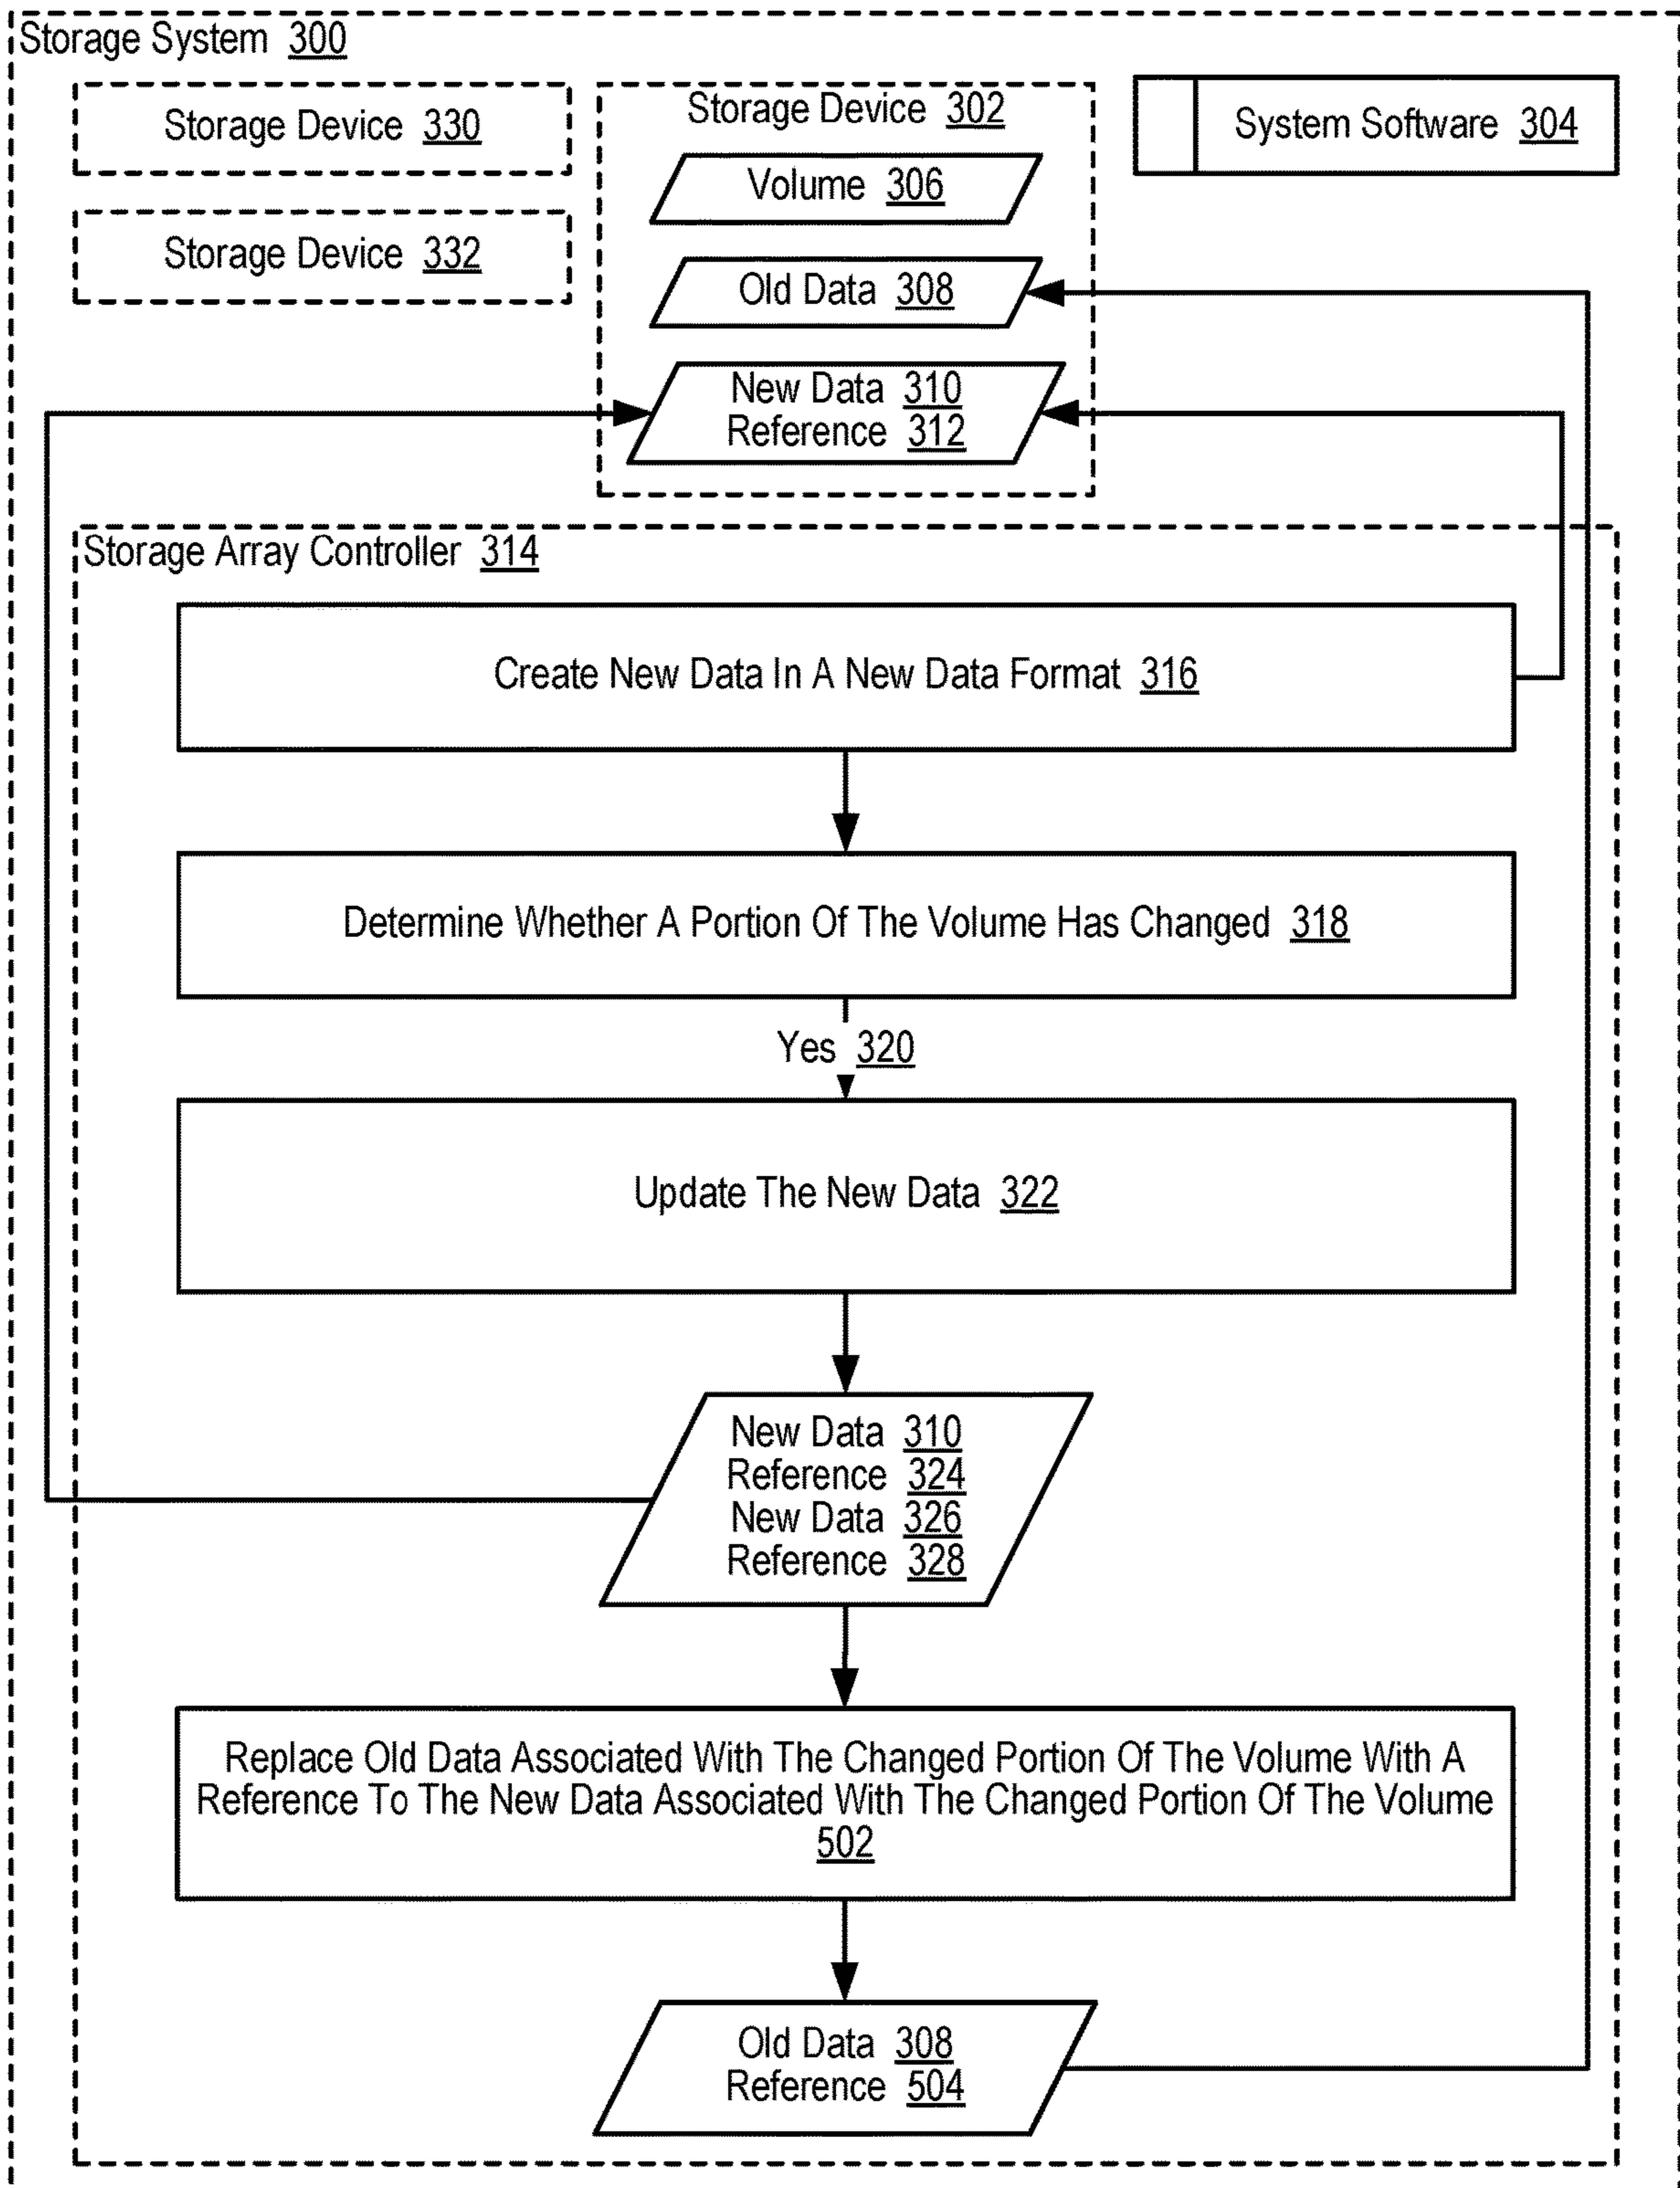 Storage System 300
Storage Device 330
Storage Device 332
Storage Device 302
Volume 306
Old Data 308
New Data 310
Reference 312
System Software 304
Storage Array Controller 314
Create New Data In A New Data Format 316
Determine Whether A Portion Of The Volume Has Changed 318
Yes 320
Update The New Data 322
New Data 310
Reference 324
New Data 326
Reference 328
Replace Old Data Associated With The Changed Portion Of The Volume With A
Reference To The New Data Associated With The Changed Portion Of The Volume
502
Old Data 308
Reference 504